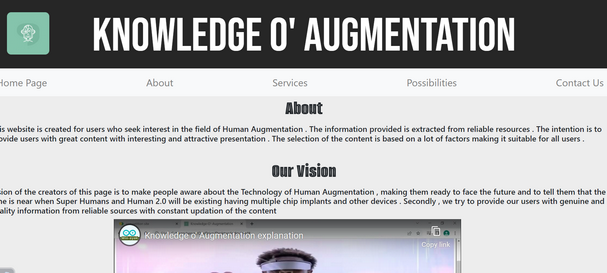 KNOWLEDGE O' AUGMENTATION
Home Page About Services Possibilities Contact Us
About
is website is created for users who seek interest in the field of Human Augmentation . The information provided is extracted from reliable resources . The intention is to
ovide users with great content with interesting and attractive presentation . The selection of the content is based on a lot of factors making it suitable for all users .
Our Vision
sion of the creators of this page is to make people aware about the Technology of Human Augmentation , making them ready to face the future and to tell them that the
ne is near when Super Humans and Human 2.0 will be existing having multiple chip implants and other devices . Secondly , we try to provide our users with genuine and
ality information from reliable sources with constant updation of the content
Knowledge o' Augmentation explanation
Copy link